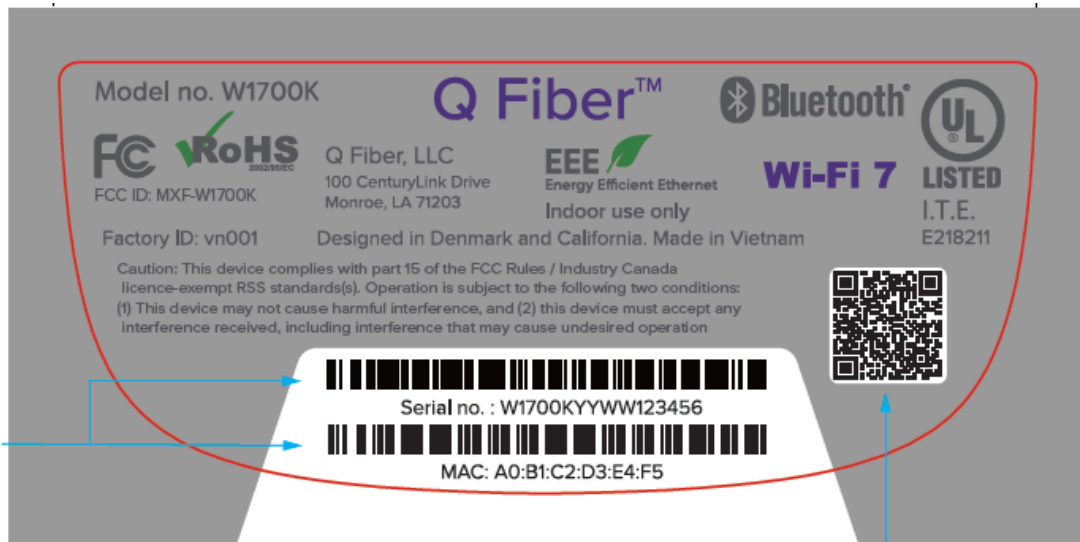 Model no. W1700K
Q Fiber™
Bluetooth®
UL
®
FC
RoHS
2002/95/EC
FCC ID: MXF-W1700K
Q Fiber, LLC
100 CenturyLink Drive
Monroe, LA 71203
EEE
Energy Efficient Ethernet
Indoor use only
Wi-Fi 7
LISTED
I.T.E.
E218211
Factory ID: vn001
Designed in Denmark and California. Made in Vietnam
Caution: This device complies with part 15 of the FCC Rules / Industry Canada
licence-exempt RSS standards(s). Operation is subject to the following two conditions:
(1) This device may not cause harmful interference, and (2) this device must accept any
interference received, including interference that may cause undesired operation
Serial no. : W1700KYYWW123456
MAC: A0:B1:C2:D3:E4:F5